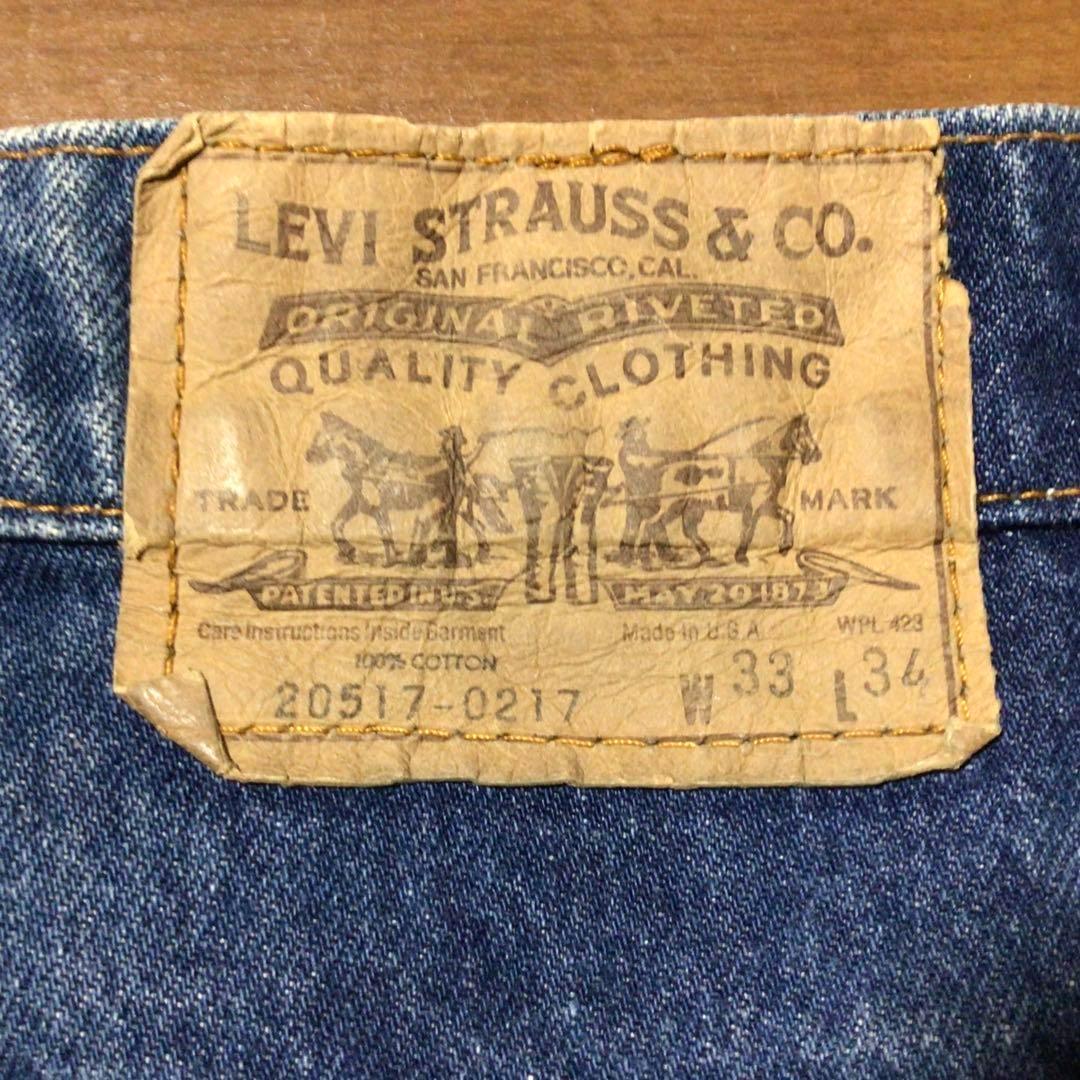 LEVI STRAUSS & CO.
SAN FRANCISCO, CAL.
ORIGINAL RIVETED
QUALITY CLOTHING
TRADE MARK
PATENTED IN U.S. MAY 20 1873
Care Instructions Inside Garment Made in U.S.A. WPL 423
100% COTTON
20517-0217 W 33 L 34